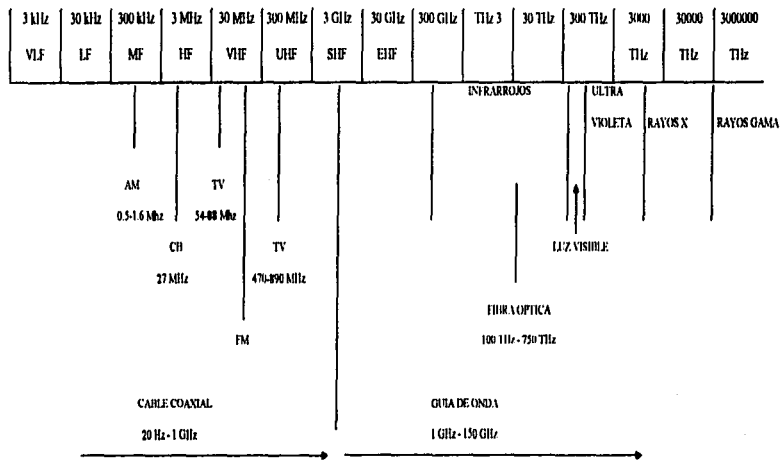 3 kHz 30 kHz 300 kHz 3 MHz 30 MHz 300 MHz 3 GHz 30 GHz 300 GHz THz 3 30 THz 300 THz 3000 30000 3000000
VLF LF MF HF VHF UHF SHF EHF THz THz THz
INFRARROJOS ULTRA
VIOLETA RAYOS X RAYOS GAMA
AM TV
0.5-1.6 Mhz 54-88 Mhz
CB TV LUZ VISIBLE
27 MHz 470-890 MHz
FIBRA OPTICA
FM 100 THz - 750 THz
CABLE COAXIAL GUIA DE ONDA
20 Hz - 1 GHz 1 GHz - 150 GHz